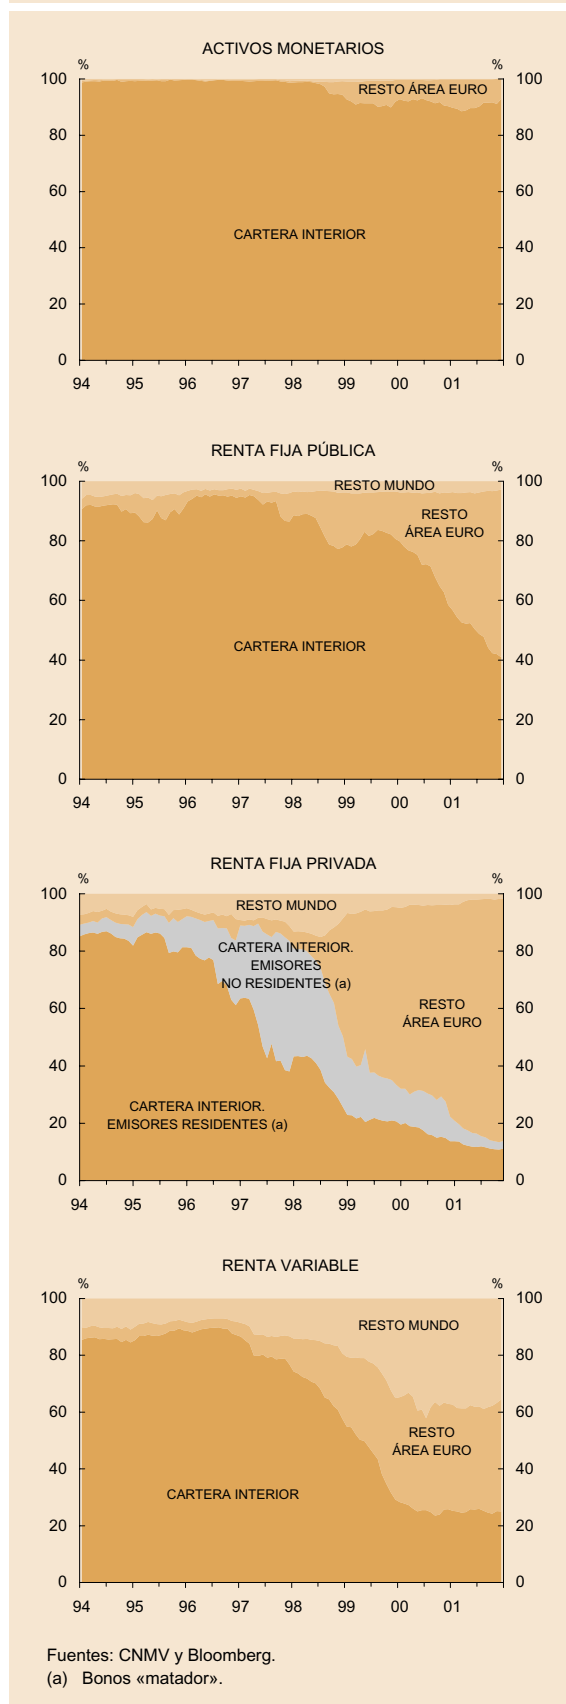 ACTIVOS MONETARIOS
% %
100 100
RESTO ÁREA EURO
80 80
60 60
CARTERA INTERIOR
40 40
20 20
0 0
94 95 96 97 98 99 00 01
RENTA FIJA PÚBLICA
% %
100 100
RESTO MUNDO
RESTO
ÁREA EURO
80 80
60 60
CARTERA INTERIOR
40 40
20 20
0 0
94 95 96 97 98 99 00 01
RENTA FIJA PRIVADA
% %
100 100
RESTO MUNDO
80 80
CARTERA INTERIOR.
EMISORES
NO RESIDENTES (a)
60 60
RESTO
ÁREA EURO
40 40
CARTERA INTERIOR.
EMISORES RESIDENTES (a)
20 20
0 0
94 95 96 97 98 99 00 01
RENTA VARIABLE
% %
100 100
RESTO MUNDO
80 80
60 60
RESTO
ÁREA EURO
40 40
CARTERA INTERIOR
20 20
0 0
94 95 96 97 98 99 00 01
Fuentes: CNMV y Bloomberg.
(a) Bonos «matador».